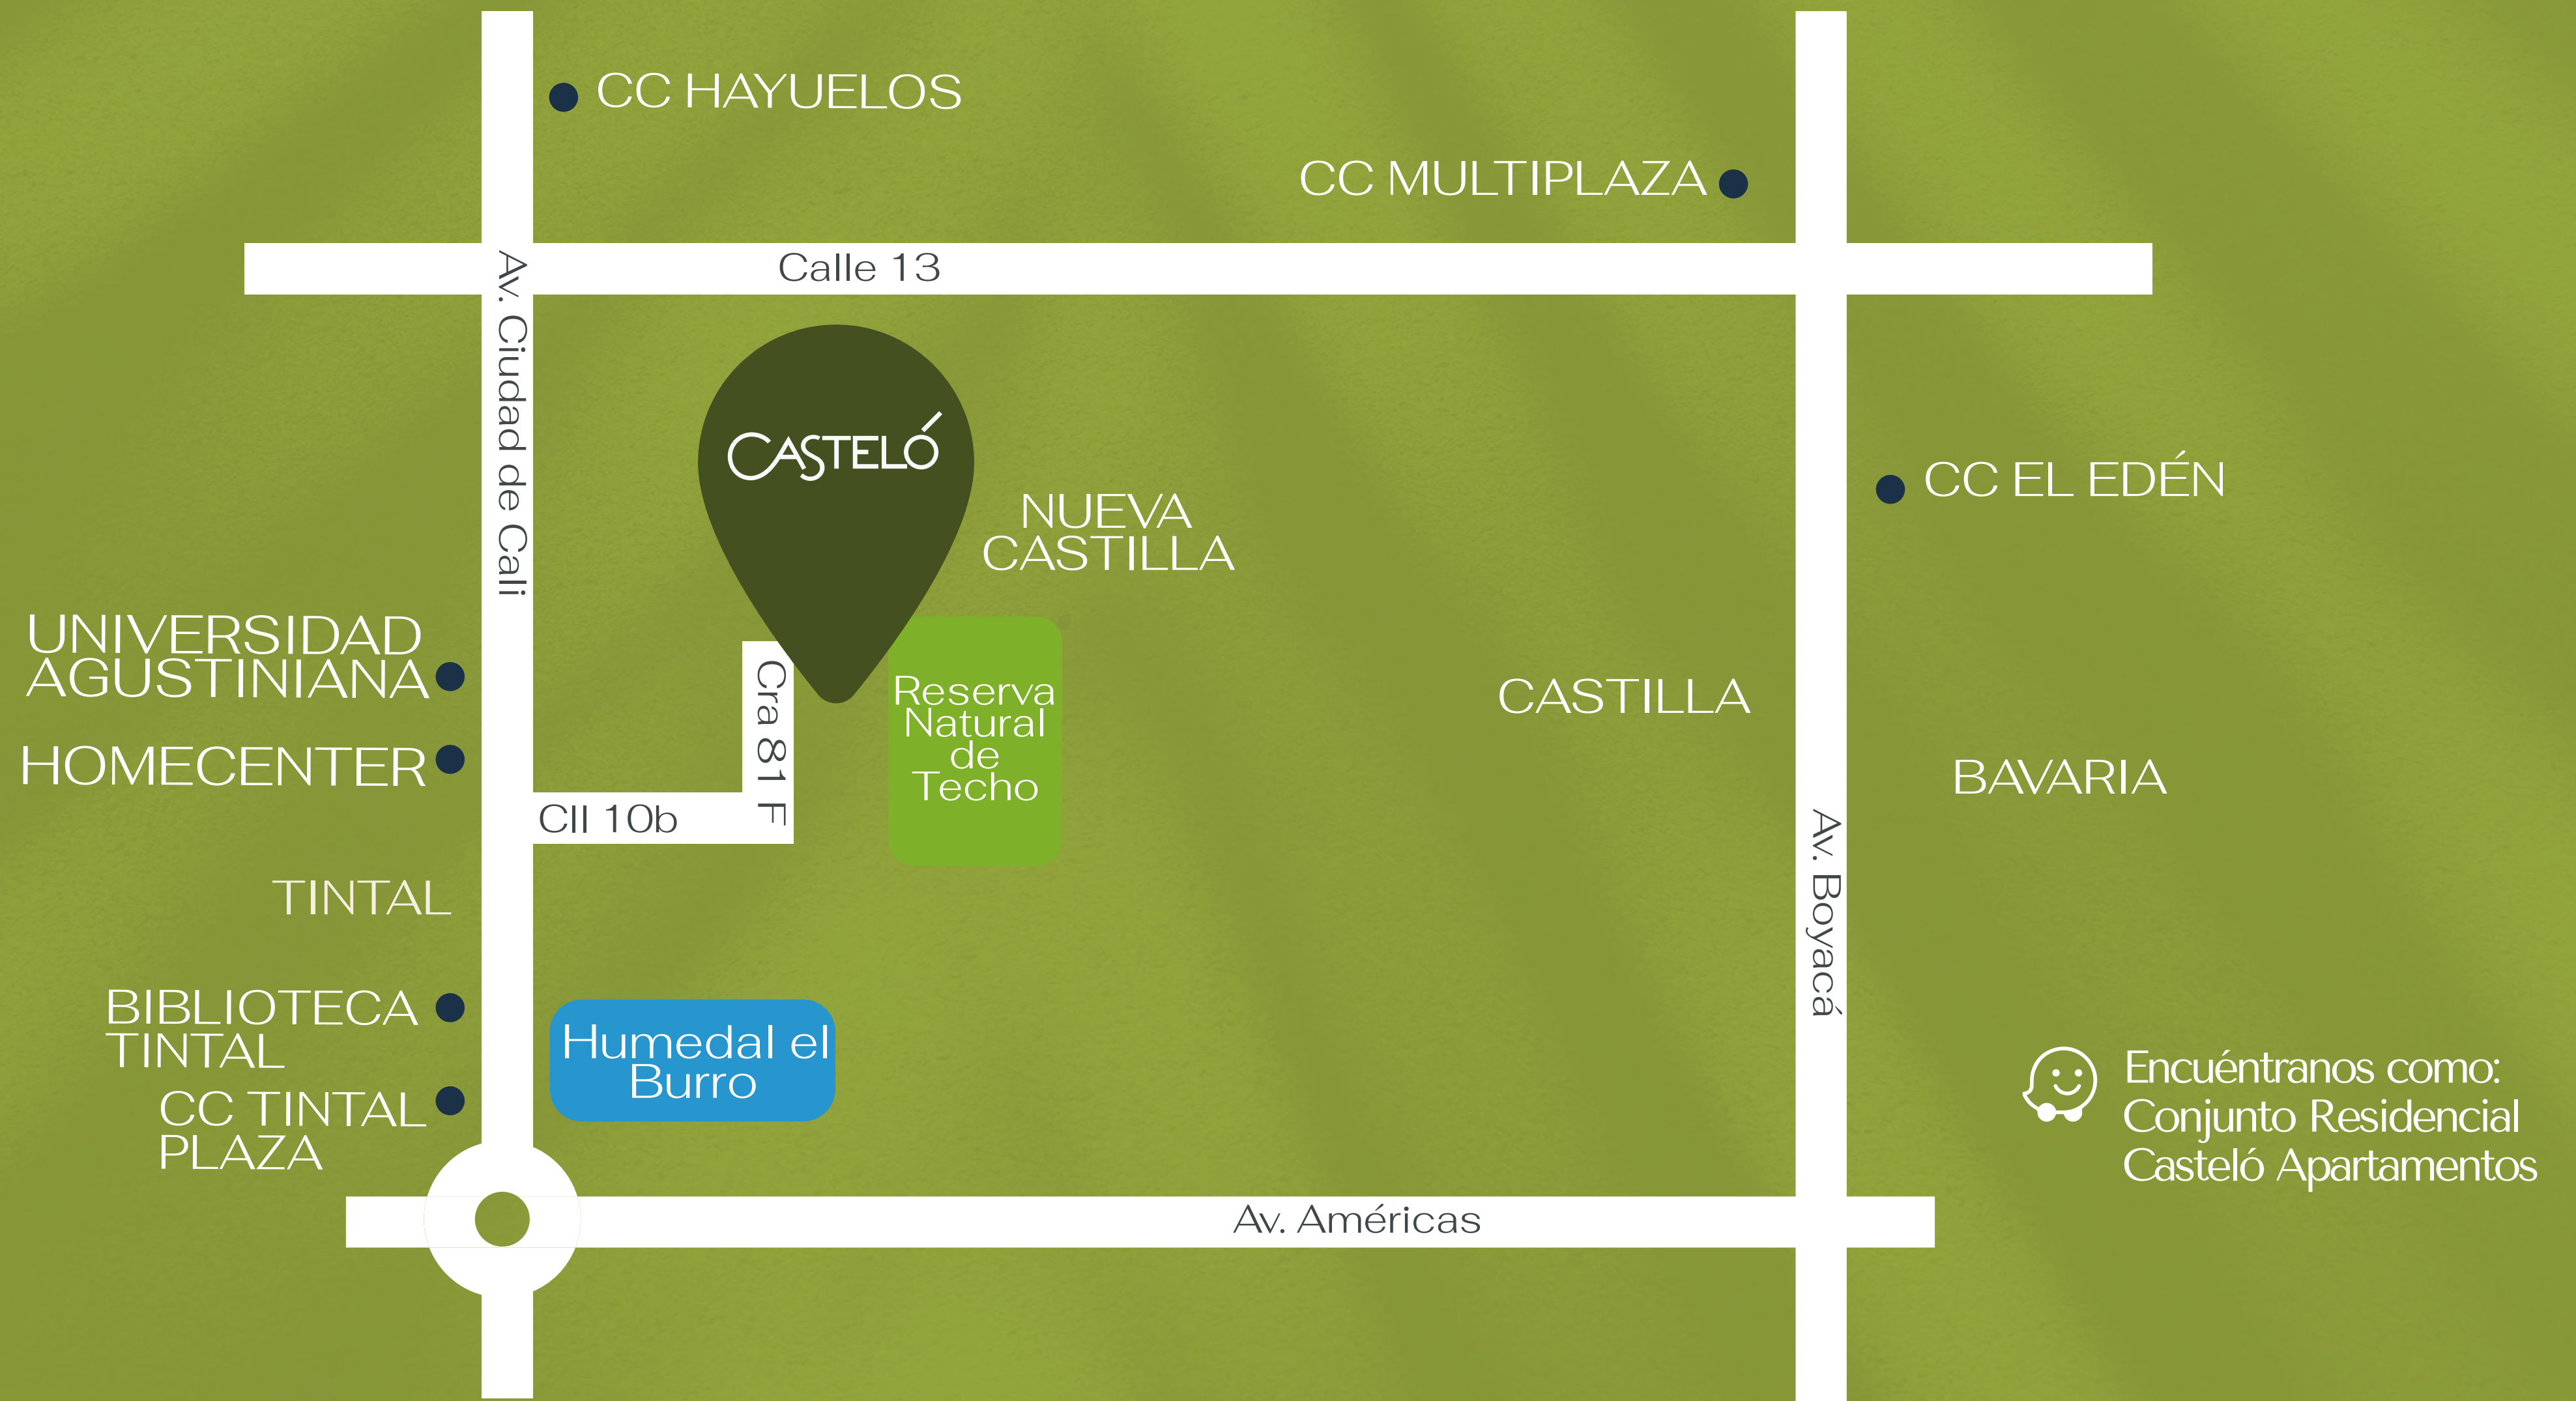 CC HAYUELOS
CC MULTIPLAZA
Calle 13
Av. Ciudad de Cali
CASTELÓ
NUEVA
CASTILLA
CC EL EDÉN
UNIVERSIDAD
AGUSTINIANA
HOMECENTER
Cra 81 F
Cll 10b
Reserva
Natural
de
Techo
CASTILLA
BAVARIA
Av. Boyacá
TINTAL
BIBLIOTECA
TINTAL
CC TINTAL
PLAZA
Humedal el
Burro
Av. Américas
Encuéntranos como:
Conjunto Residencial
Casteló Apartamentos